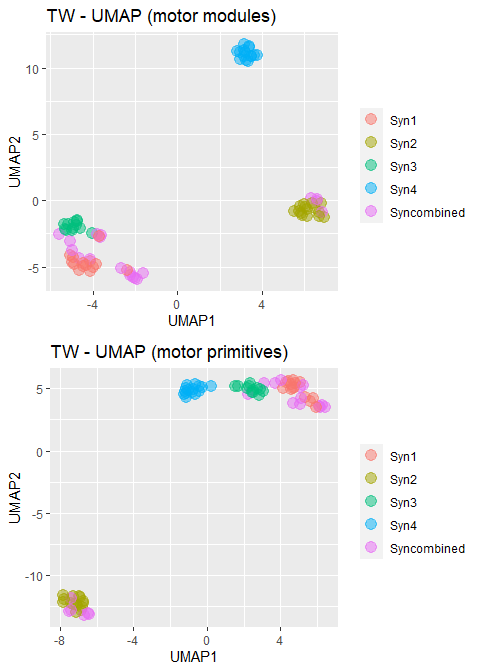 TW - UMAP (motor modules)
10
5
0
-5
UMAP2
-4
0
4
UMAP1
Syn1
Syn2
Syn3
Syn4
Syncombined
TW - UMAP (motor primitives)
5
0
-5
-10
UMAP2
-8
-4
0
4
UMAP1
Syn1
Syn2
Syn3
Syn4
Syncombined